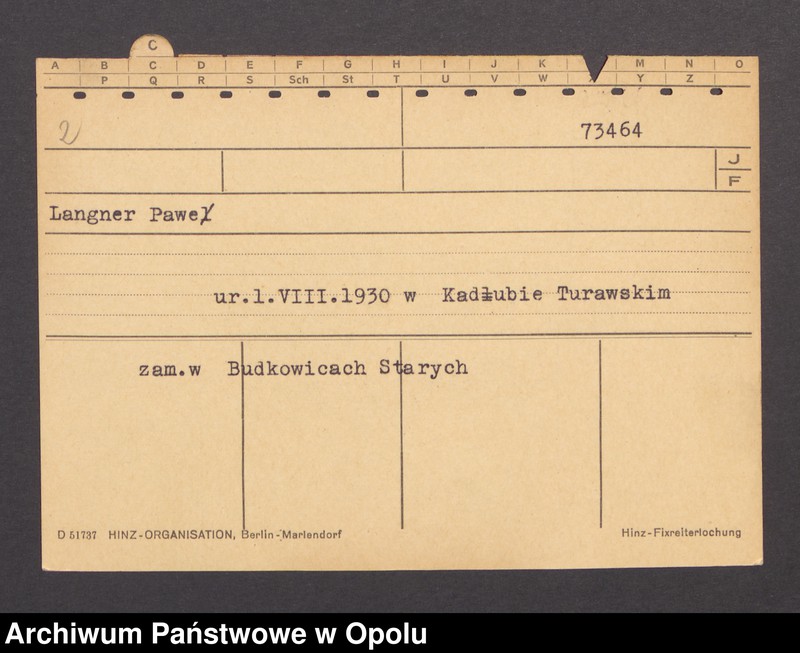 C
A B C D E F G H I J K M N O
P Q R S Sch St T U V W Y Z
2 73464
J
F
Langner Paweł
ur.1.VIII.1930 w Kadłubie Turawskim
zam.w Budkowicach Starych
D 51737 HINZ-ORGANISATION, Berlin-Mariendorf Hinz-Fixreiterlochung
Archiwum Państwowe w Opolu